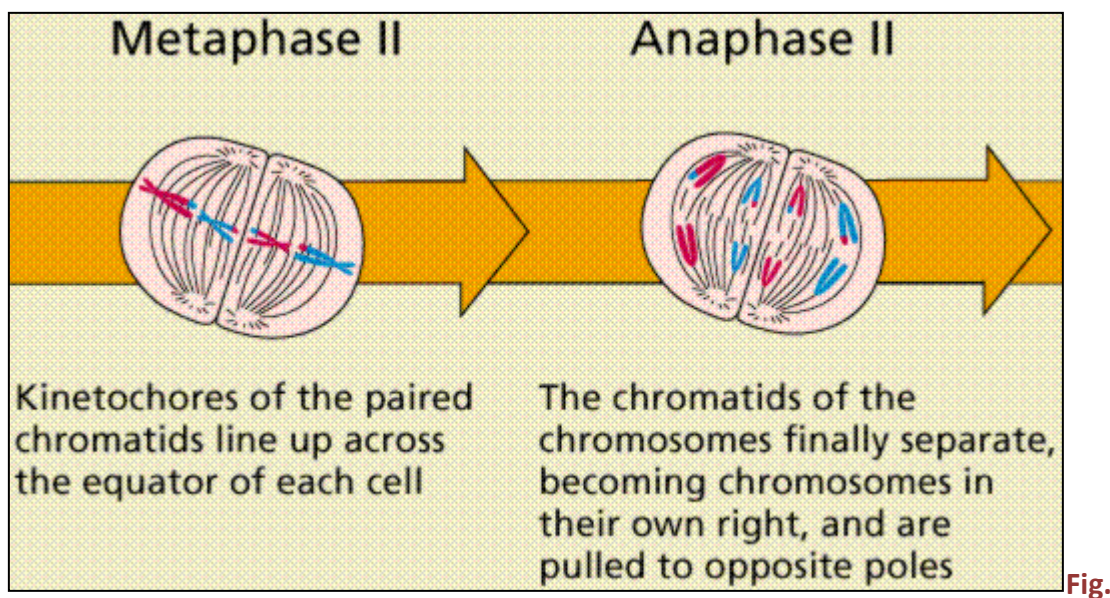 Metaphase II
Anaphase II
Kinetochores of the paired
chromatids line up across
the equator of each cell
The chromatids of the
chromosomes finally separate,
becoming chromosomes in
their own right, and are
pulled to opposite poles
Fig.